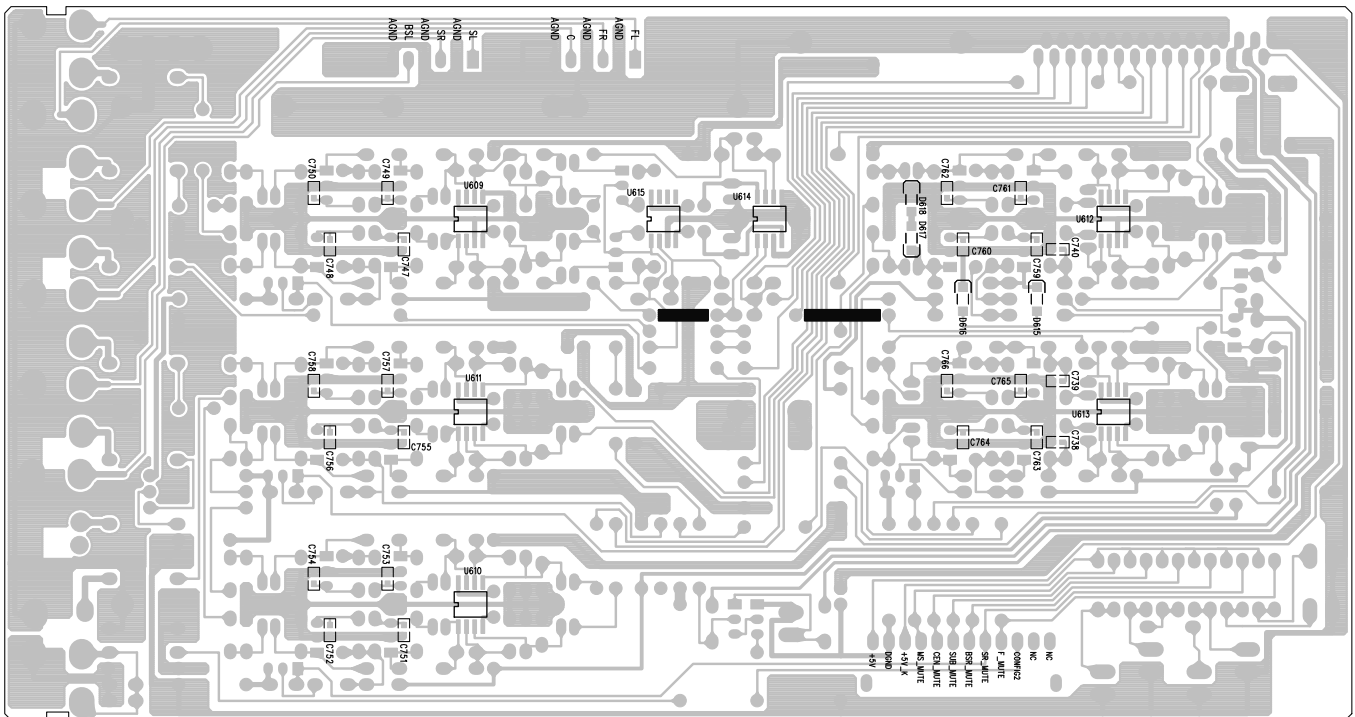 AGND
BSL
AGND
SR
AGND
SL
AGND
C
AGND
FR
AGND
FL
C750
C749
U609
U615
U614
C762
C761
D618
D617
U612
C748
C747
C760
C759
C740
D616
D615
C758
C757
U611
C766
C765
C739
U613
C756
C755
C764
C763
C738
C754
C753
U610
C752
C751
+5V
DGND
+5V_K
MS_MUTE
CEN_MUTE
SUB_MUTE
BSR_MUTE
SR_MUTE
F_MUTE
CONFIG2
NC
NC